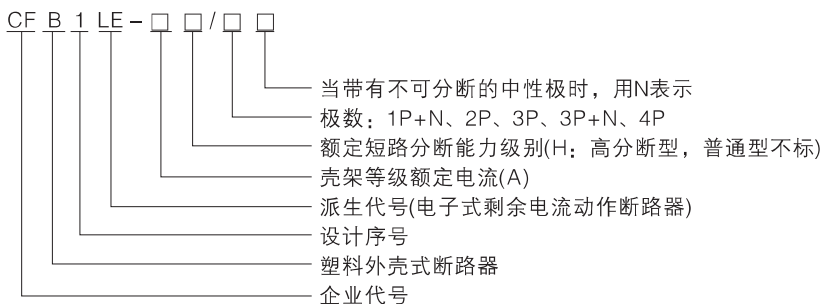 CF B 1 LE-□ □/□ □
当带有不可分断的中性极时，用N表示
极数：1P+N、2P、3P、3P+N、4P
额定短路分断能力级别(H：高分断型，普通型不标)
壳架等级额定电流(A)
派生代号(电子式剩余电流动作断路器)
设计序号
塑料外壳式断路器
企业代号